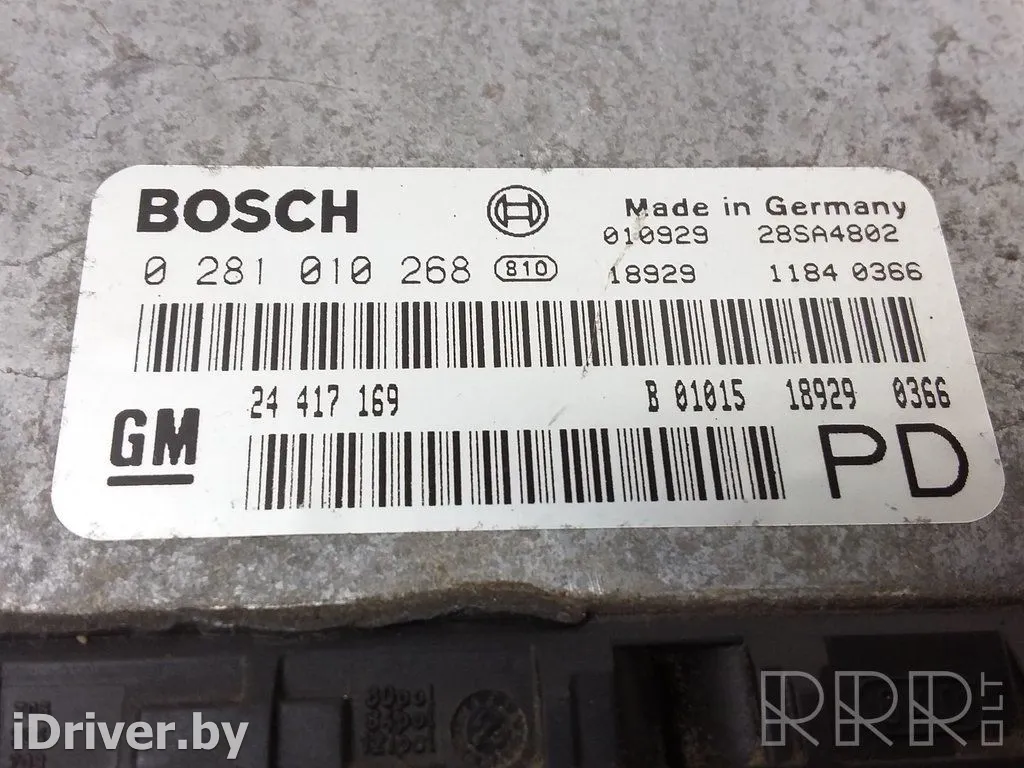 BOSCH
Made in Germany
010929 28SA4802
0 281 010 268 810 18929 1184 0366
24 417 169 B 01015 18929 0366
GM PD
iDriver.by
RRR.LT